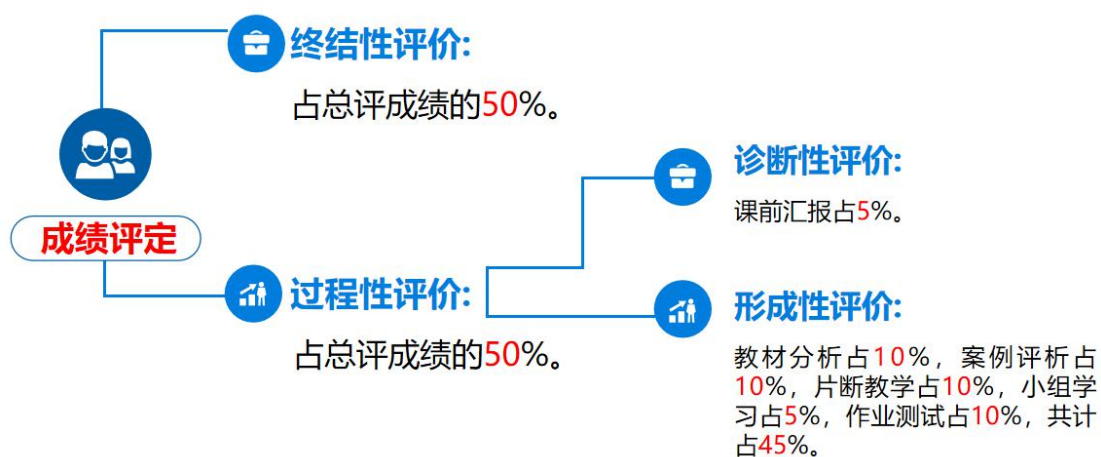 终结性评价:
占总评成绩的50%。
成绩评定
过程性评价:
占总评成绩的50%。
诊断性评价:
课前汇报占5%。
形成性评价:
教材分析占10%，案例评析占
10%，片断教学占10%，小组学
习占5%，作业测试占10%，共计
占45%。